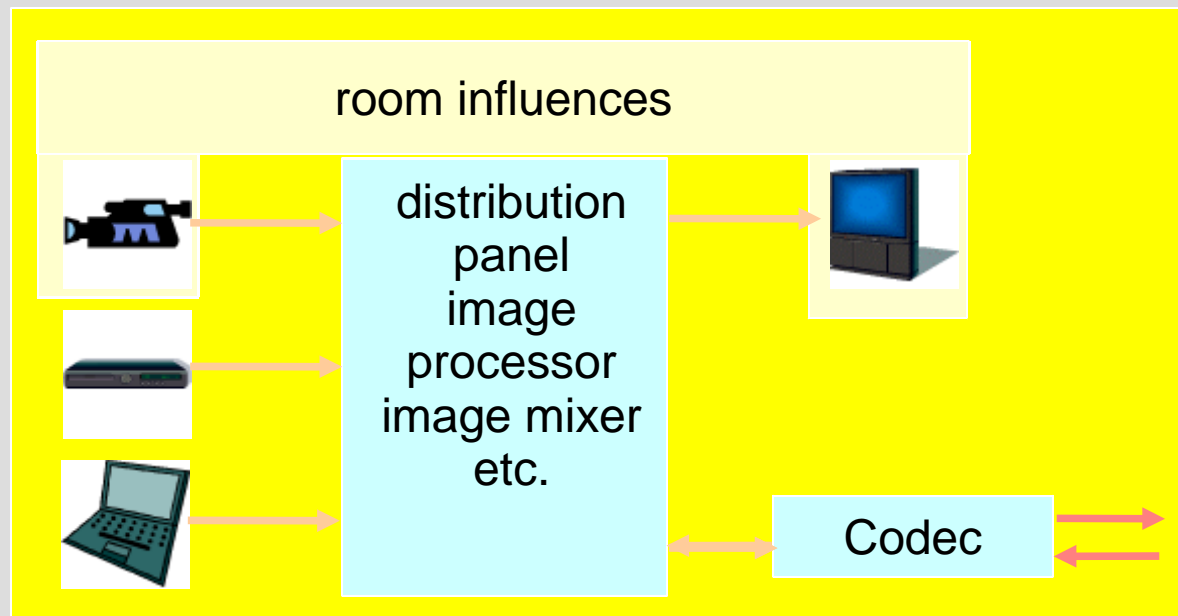 room influences
distribution
panel
image
processor
image mixer
etc.
Codec